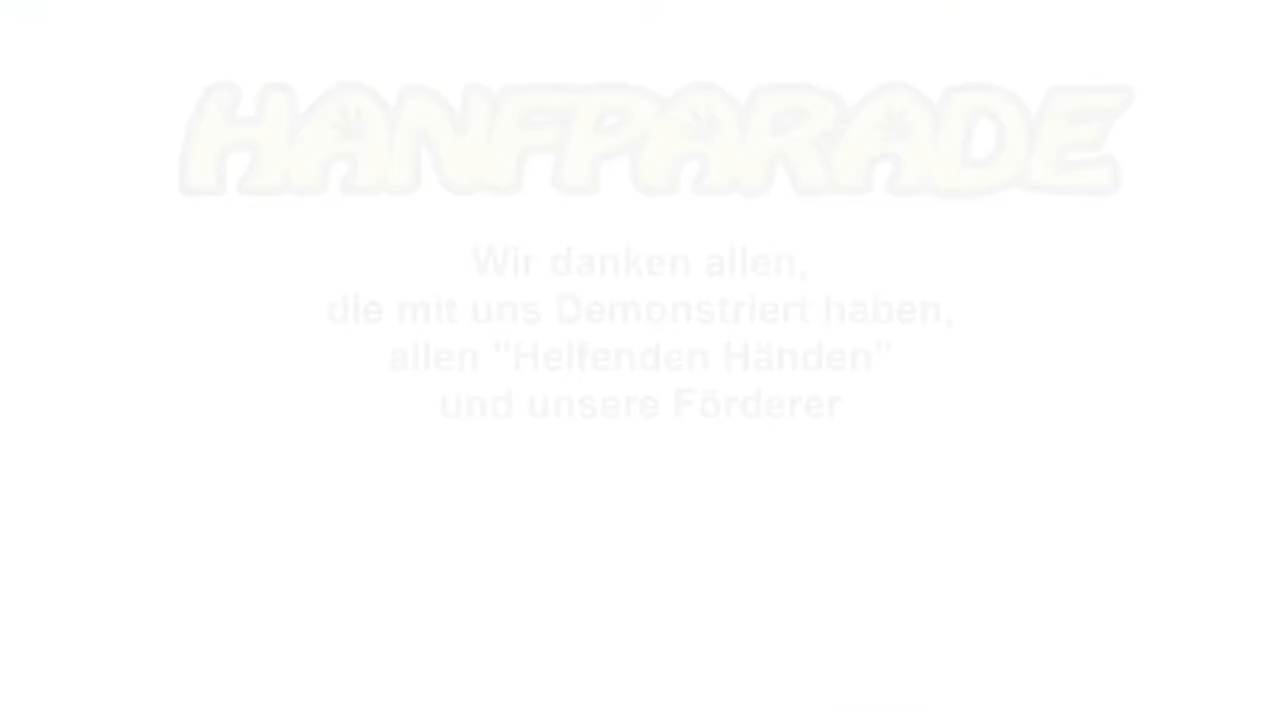 HANFPARADE
Wir danken allen,
die mit uns Demonstriert haben,
allen "Helfenden Händen"
und unsere Förderer